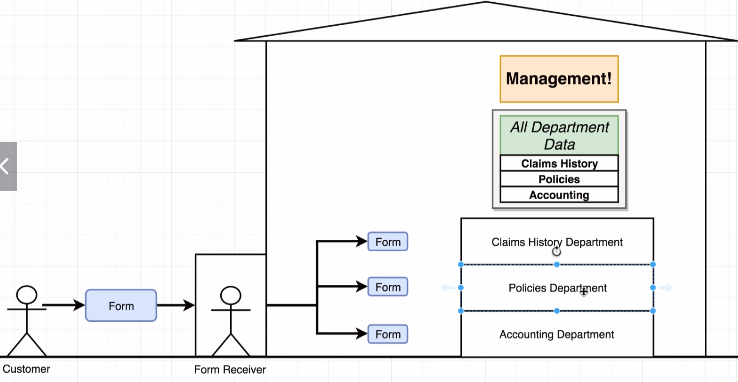 Management!
All Department
Data
Claims History
Policies
Accounting
Claims History Department
Form
Form
Policies Department
Form
Form
Accounting Department
Customer
Form Receiver